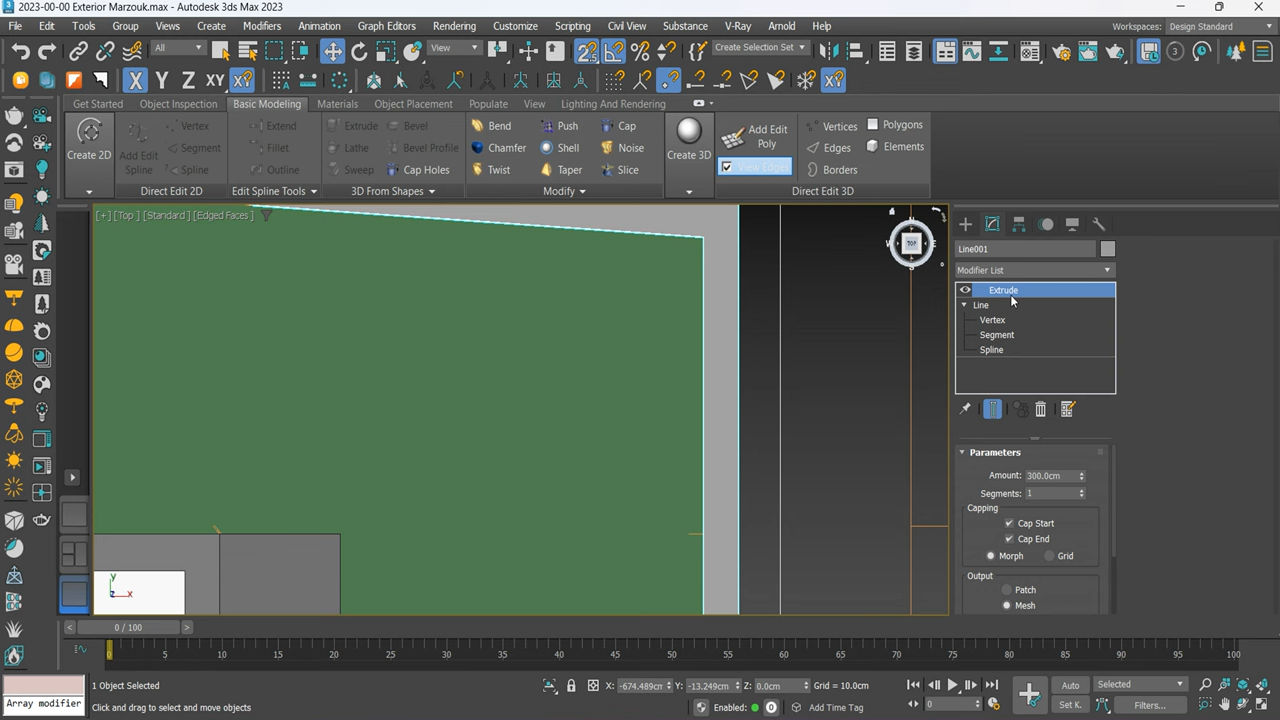 2023-00-00 Exterior Marzouk.max - Autodesk 3ds Max 2023
File Edit Tools Group Views Create Modifiers Animation Graph Editors Rendering Customize Scripting Civil View Substance V-Ray Arnold Help
Workspaces: Design Standard
All View Create Selection Set
X Y Z XY
Get Started Object Inspection Basic Modeling Materials Object Placement Populate View Lighting And Rendering
Create 2D
Add Edit Spline
Vertex
Segment
Spline
Direct Edit 2D
Extend
Fillet
Outline
Edit Spline Tools
Extrude Bevel
Lathe Bevel Profile
Sweep Cap Holes
3D From Shapes
Bend Push Cap
Chamfer Shell Noise
Twist Taper Slice
Modify
Create 3D
Add Edit Poly
View Edges
Vertices Polygons
Edges Elements
Borders
Direct Edit 3D
[+] [Top ] [Standard ] [Edged Faces ]
TOP
Line001
Modifier List
Extrude
Line
Vertex
Segment
Spline
Parameters
Amount: 300.0cm
Segments: 1
Capping
Cap Start
Cap End
Morph Grid
Output
Patch
Mesh
y
z x
0 / 100
0 5 10 15 20 25 30 35 40 45 50 55 60 65 70 75 80 85 90 95 100
1 Object Selected
X: -674.489cm Y: -13.249cm Z: 0.0cm Grid = 10.0cm
Auto Selected
Array modifier
Click and drag to select and move objects
Enabled: 0 Add Time Tag
0
Set K. Filters...